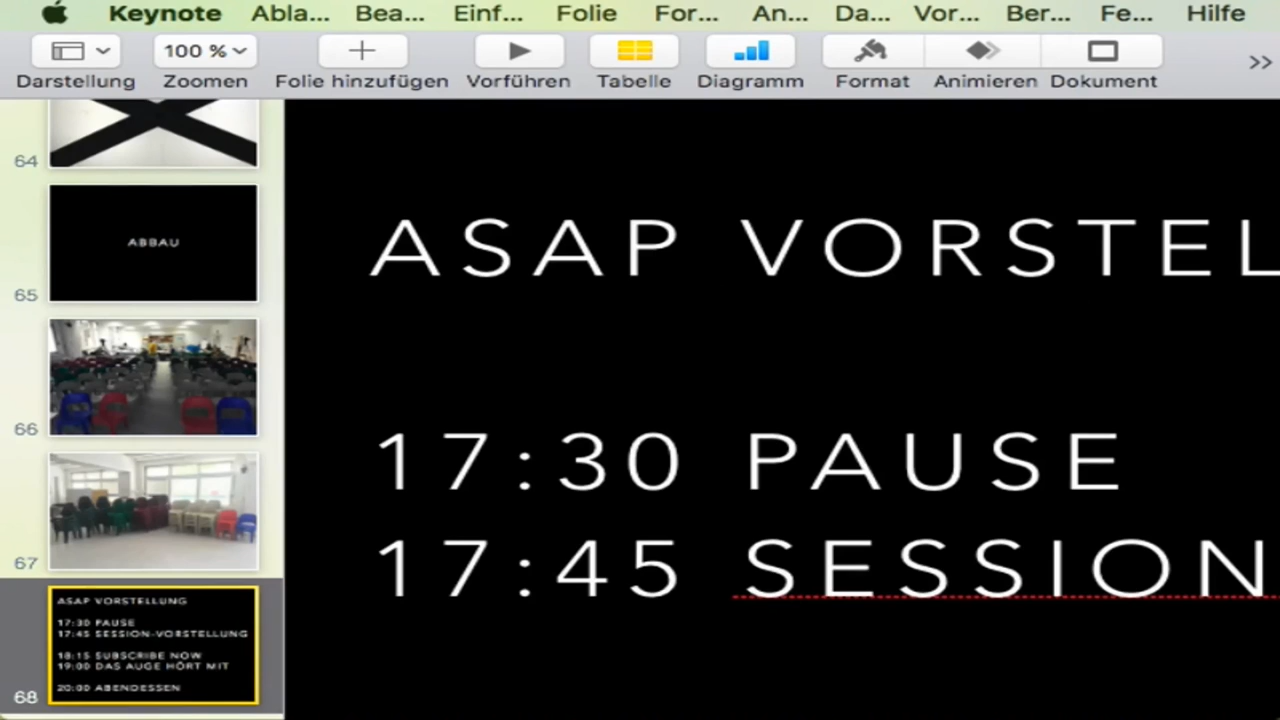 Keynote Abla... Bea... Einf... Folie For... An... Da... Vor... Ber... Fe... Hilfe
100 %
Darstellung Zoomen Folie hinzufügen Vorführen Tabelle Diagramm Format Animieren Dokument
64
ABBAU
65
66
67
ASAP VORSTELLUNG
17:30 PAUSE
17:45 SESSION-VORSTELLUNG
18:15 SUBSCRIBE NOW
19:00 DAS AUGE HÖRT MIT
20:00 ABENDESSEN
68
ASAP VORSTEL
17:30 PAUSE
17:45 SESSION